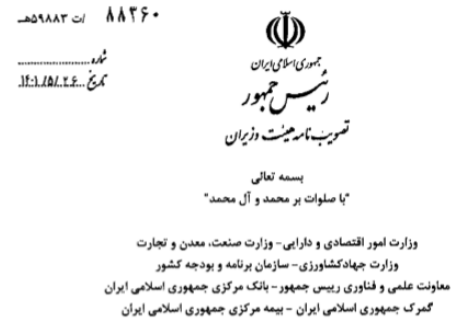 ۸۸۳۶۰ /ت ۵۹۸۸۳هـ
شماره
تاریخ ۱۴۰۱/۵/۲۶
جمهوری اسلامی ایران
رئیس جمهور
تصویب نامه هیئت وزیران
بسمه تعالی
"با صلوات بر محمد و آل محمد"
وزارت امور اقتصادی و دارایی- وزارت صنعت، معدن و تجارت
وزارت جهادکشاورزی- سازمان برنامه و بودجه کشور
معاونت علمی و فناوری رییس جمهور- بانک مرکزی جمهوری اسلامی ایران
گمرک جمهوری اسلامی ایران - بیمه مرکزی جمهوری اسلامی ایران